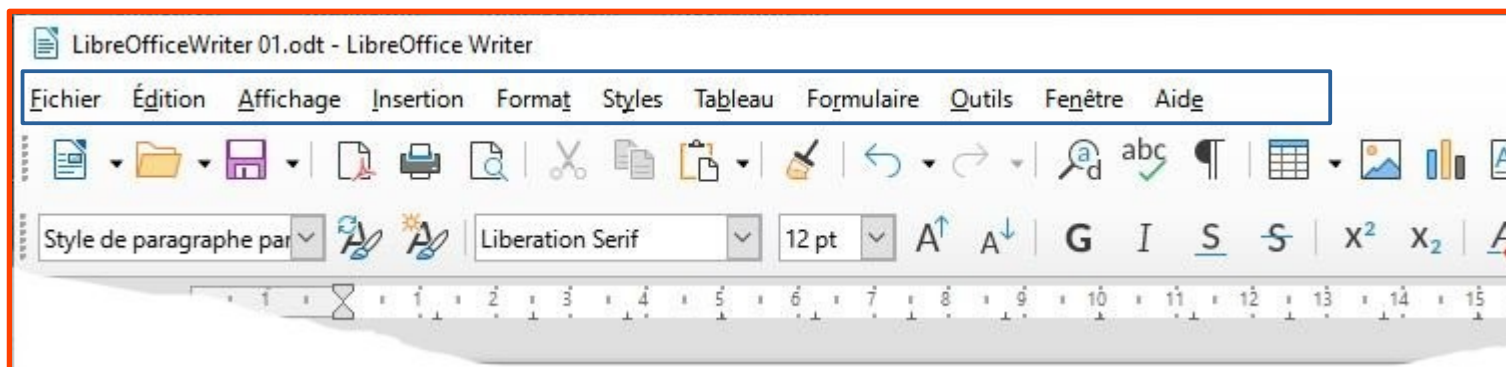 LibreOfficeWriter 01.odt - LibreOffice Writer
Fichier Édition Affichage Insertion Format Styles Tableau Formulaire Outils Fenêtre Aide
a d abc ¶
Style de paragraphe par Liberation Serif 12 pt A A G I S S X² X₂ A
1 1 2 3 4 5 6 7 8 9 10 11 12 13 14 15